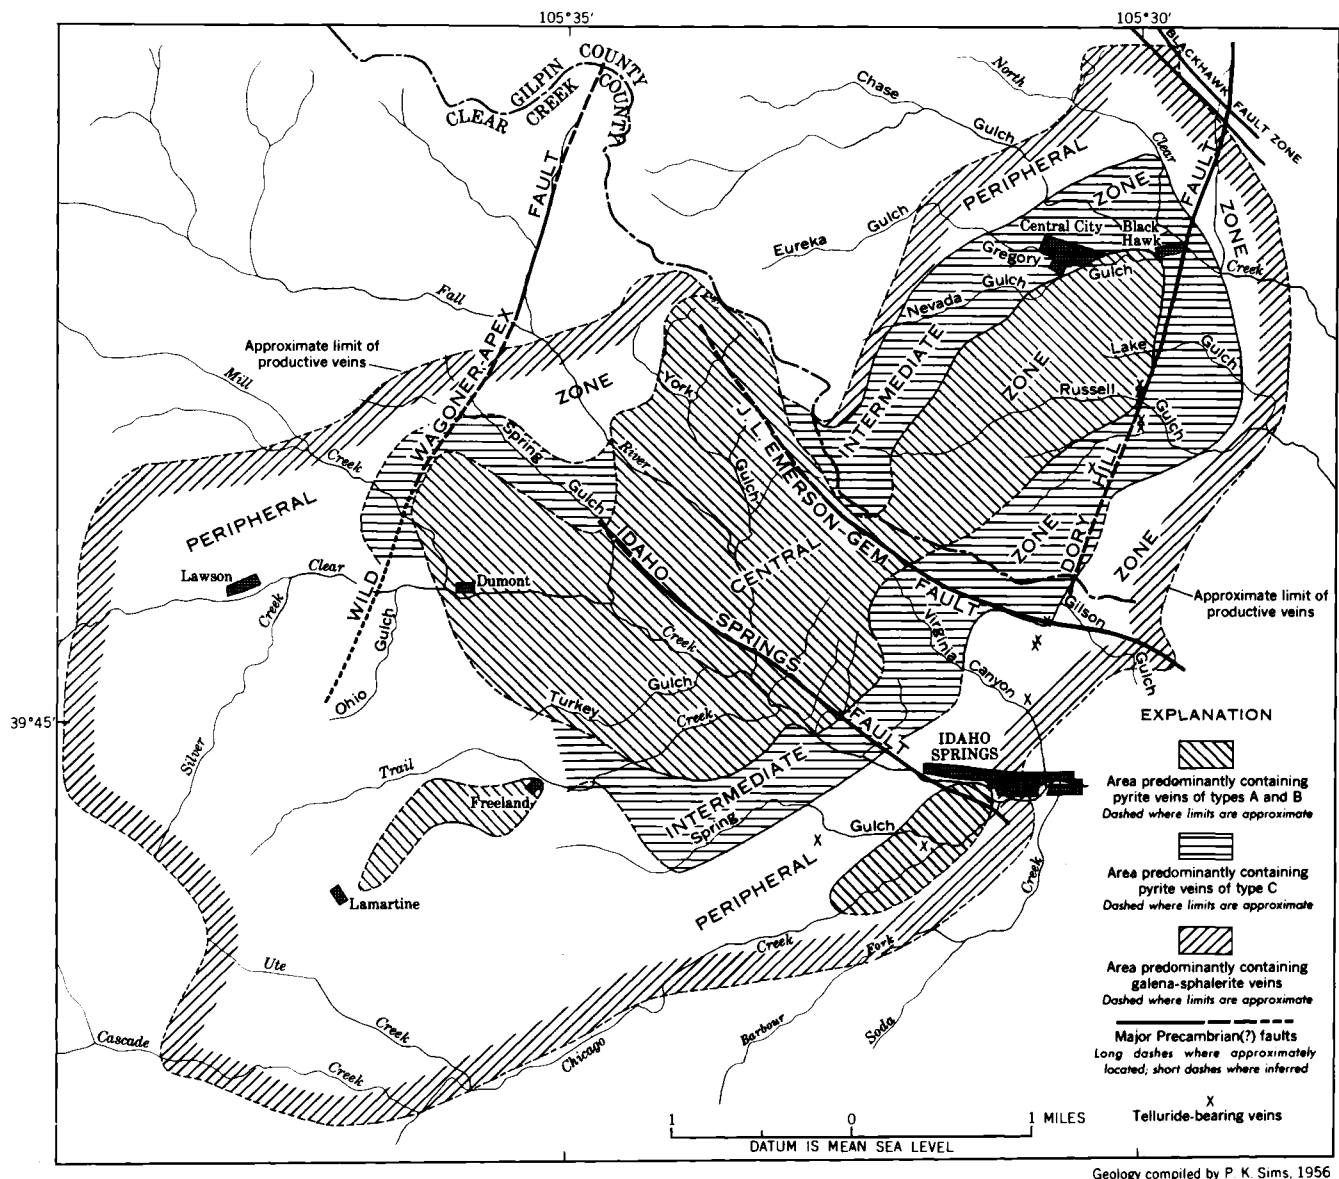 105°35'
105°30'
BLACKHAWK FAULT ZONE
GILPIN COUNTY
CLEAR CREEK COUNTY
North
Clear
Creek
Chase
Gulch
PERIPHERAL
ZONE
ZONE
FAULT
FAULT
Eureka
Gulch
Central City
Black
Hawk
Gregory
Gulch
Nevada
Gulch
Fall
River
WILD WAGONER-APEX
Approximate limit of
productive veins
Mill
Creek
ZONE
York
Gulch
INTERMEDIATE
ZONE
Lake
Gulch
Russell
Gulch
J. L. EMERSON-GEM
FAULT
DORY HILL
ZONE
ZONE
Spring
Gulch
PERIPHERAL
IDAHO
SPRINGS
FAULT
CENTRAL
Lawson
Clear
Creek
Dumont
Creek
Gilson
Gulch
Approximate limit of
productive veins
Virginia
Canyon
Ohio
Gulch
Turkey
Gulch
Creek
39°45'
Silver
Creek
Trail
Freeland
IDAHO
SPRINGS
INTERMEDIATE
Spring
Gulch
Lamartine
PERIPHERAL
Creek
Ute
Creek
Creek
Fork
Cascade
Creek
Chicago
Barbour
Soda
EXPLANATION
Area predominantly containing
pyrite veins of types A and B
Dashed where limits are approximate
Area predominantly containing
pyrite veins of type C
Dashed where limits are approximate
Area predominantly containing
galena-sphalerite veins
Dashed where limits are approximate
Major Precambrian(?) faults
Long dashes where approximately
located; short dashes where inferred
x
Telluride-bearing veins
1 0 1 MILES
DATUM IS MEAN SEA LEVEL
Geology compiled by P. K. Sims, 1956